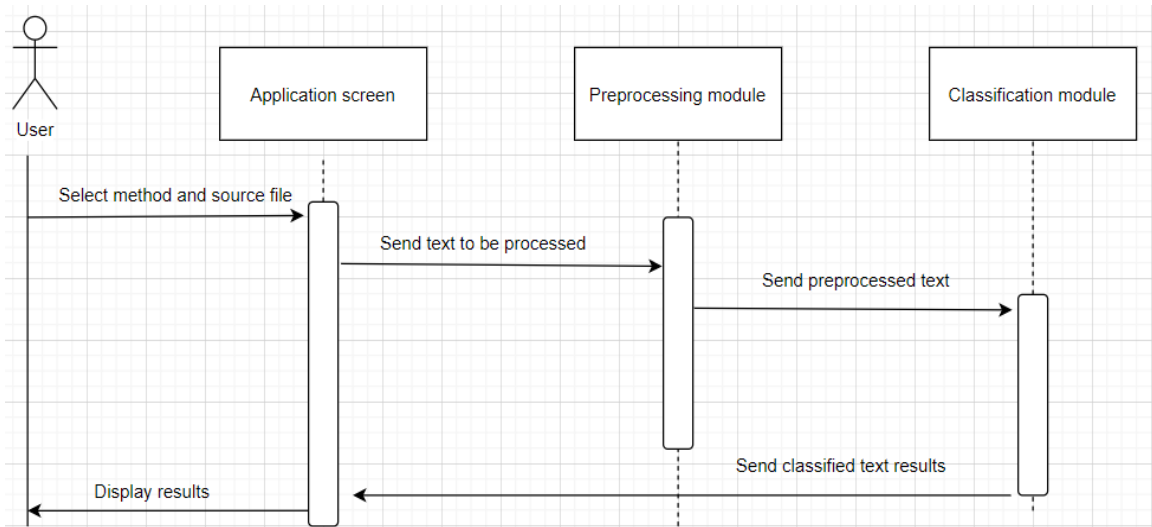 User
Application screen
Preprocessing module
Classification module
Select method and source file
Send text to be processed
Send preprocessed text
Send classified text results
Display results